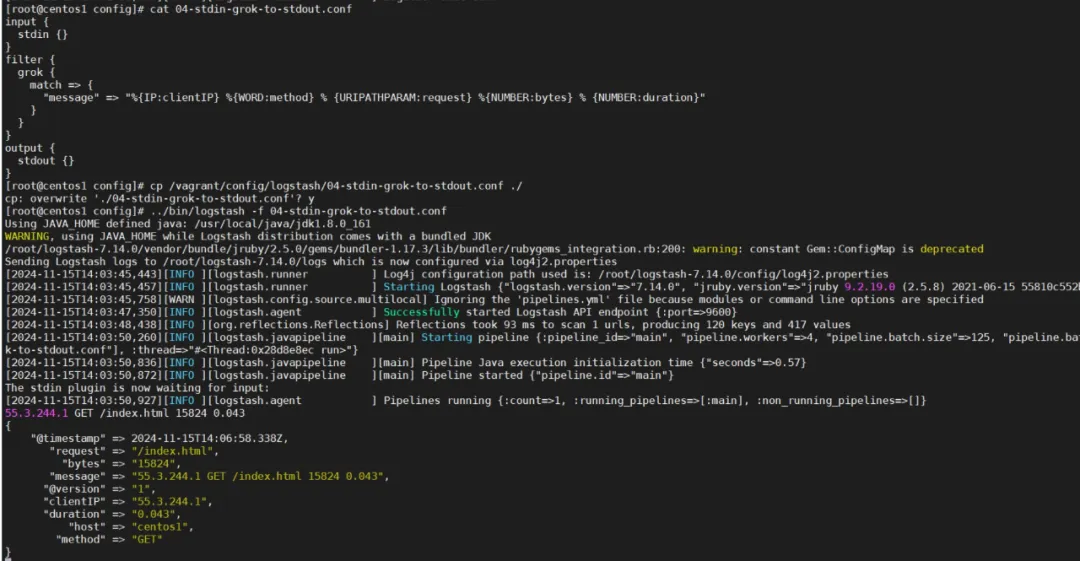 [root@centos1 config]# cat 04-stdin-grok-to-stdout.conf
input {
  stdin {}
}
filter {
  grok {
    match => {
      "message" => "%{IP:clientIP} %{WORD:method} % {URIPATHPARAM:request} %{NUMBER:bytes} % {NUMBER:duration}"
    }
  }
}
output {
  stdout {}
}
[root@centos1 config]# cp /vagrant/config/logstash/04-stdin-grok-to-stdout.conf ./
cp: overwrite './04-stdin-grok-to-stdout.conf'? y
[root@centos1 config]# ../bin/logstash -f 04-stdin-grok-to-stdout.conf
Using JAVA_HOME defined java: /usr/local/java/jdk1.8.0_161
WARNING, using JAVA_HOME while Logstash distribution comes with a bundled JDK
/root/logstash-7.14.0/vendor/bundle/jruby/2.5.0/gems/bundler-1.17.3/lib/bundler/rubygems_integration.rb:200: warning: constant Gem::ConfigMap is deprecated
Sending Logstash logs to /root/logstash-7.14.0/logs which is now configured via log4j2.properties
[2024-11-15T14:03:45,443][INFO ][logstash.runner          ] Log4j configuration path used is: /root/logstash-7.14.0/config/log4j2.properties
[2024-11-15T14:03:45,457][INFO ][logstash.runner          ] Starting Logstash {"logstash.version"=>"7.14.0", "jruby.version"=>"jruby 9.2.19.0 (2.5.8) 2021-06-15 55810c552b
[2024-11-15T14:03:45,758][WARN ][logstash.config.source.multilocal] Ignoring the 'pipelines.yml' file because modules or command line options are specified
[2024-11-15T14:03:47,350][INFO ][logstash.agent           ] Successfully started Logstash API endpoint {:port=>9600}
[2024-11-15T14:03:48,438][INFO ][org.reflections.Reflections] Reflections took 93 ms to scan 1 urls, producing 120 keys and 417 values
[2024-11-15T14:03:50,260][INFO ][logstash.javapipeline    ][main] Starting pipeline {:pipeline_id=>"main", "pipeline.workers"=>4, "pipeline.batch.size"=>125, "pipeline.bat
k-to-stdout.conf"], :thread=>"#<Thread:0x28d8e8ec run>"}
[2024-11-15T14:03:50,836][INFO ][logstash.javapipeline    ][main] Pipeline Java execution initialization time {"seconds"=>0.57}
[2024-11-15T14:03:50,872][INFO ][logstash.javapipeline    ][main] Pipeline started {"pipeline.id"=>"main"}
The stdin plugin is now waiting for input:
[2024-11-15T14:03:50,927][INFO ][logstash.agent           ] Pipelines running {:count=>1, :running_pipelines=>[:main], :non_running_pipelines=>[]}
55.3.244.1 GET /index.html 15824 0.043
{
    "@timestamp" => 2024-11-15T14:06:58.338Z,
       "request" => "/index.html",
         "bytes" => "15824",
       "message" => "55.3.244.1 GET /index.html 15824 0.043",
      "@version" => "1",
      "clientIP" => "55.3.244.1",
      "duration" => "0.043",
          "host" => "centos1",
        "method" => "GET"
}